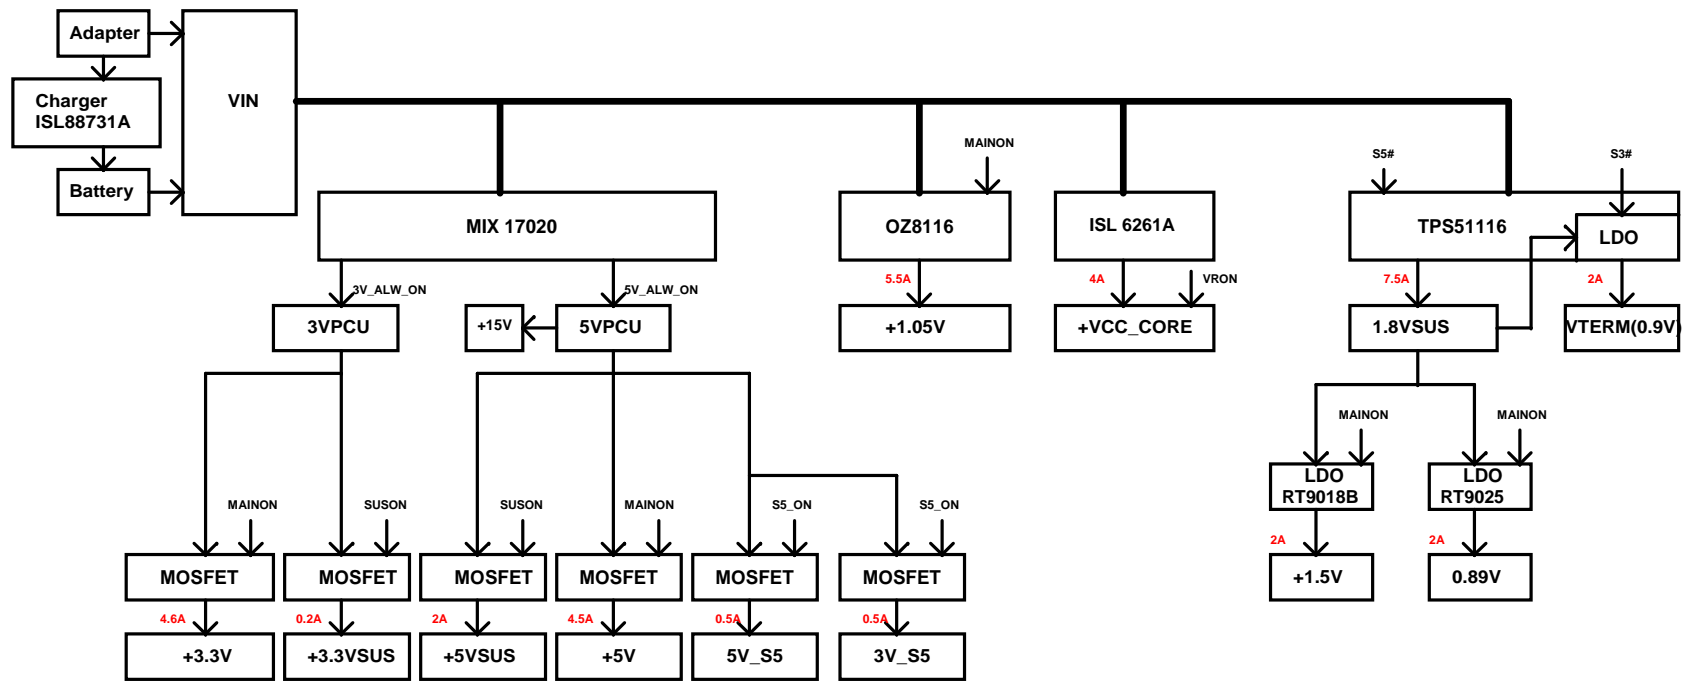 Adapter
Charger
ISL88731A
Battery
VIN
MAINON
S5#
S3#
MIX 17020
OZ8116
ISL 6261A
TPS51116
LDO
3V_ALW_ON
5V_ALW_ON
5.5A
4A
VRON
7.5A
2A
3VPCU
+15V
5VPCU
+1.05V
+VCC_CORE
1.8VSUS
VTERM(0.9V)
MAINON
MAINON
LDO
RT9018B
LDO
RT9025
MAINON
SUSON
SUSON
MAINON
S5_ON
S5_ON
2A
2A
MOSFET
MOSFET
MOSFET
MOSFET
MOSFET
MOSFET
+1.5V
0.89V
4.6A
0.2A
2A
4.5A
0.5A
0.5A
+3.3V
+3.3VSUS
+5VSUS
+5V
5V_S5
3V_S5